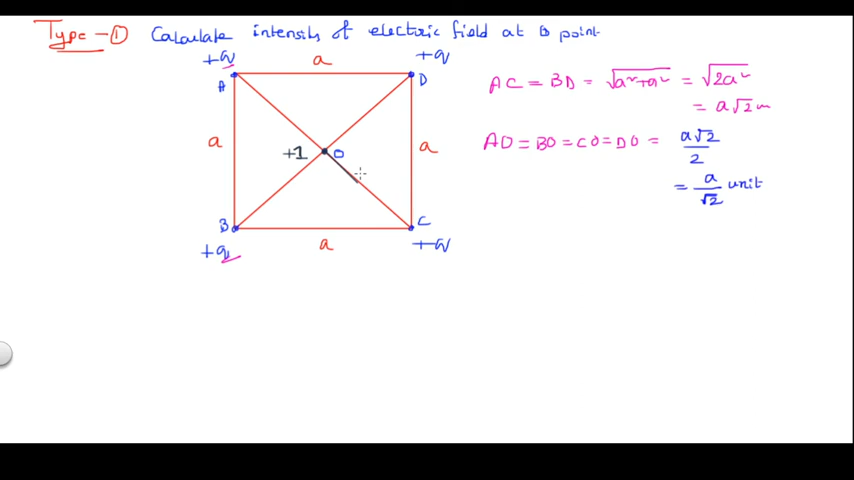 Type-① Calculate intensity of electric field at O point
+q a +q
A D
AC = BD = √a²+a² = √2a²
= a√2 m
a +1 O a
AO = BO = CO = DO = a√2/2
= a/√2 unit
B C
+q a +q